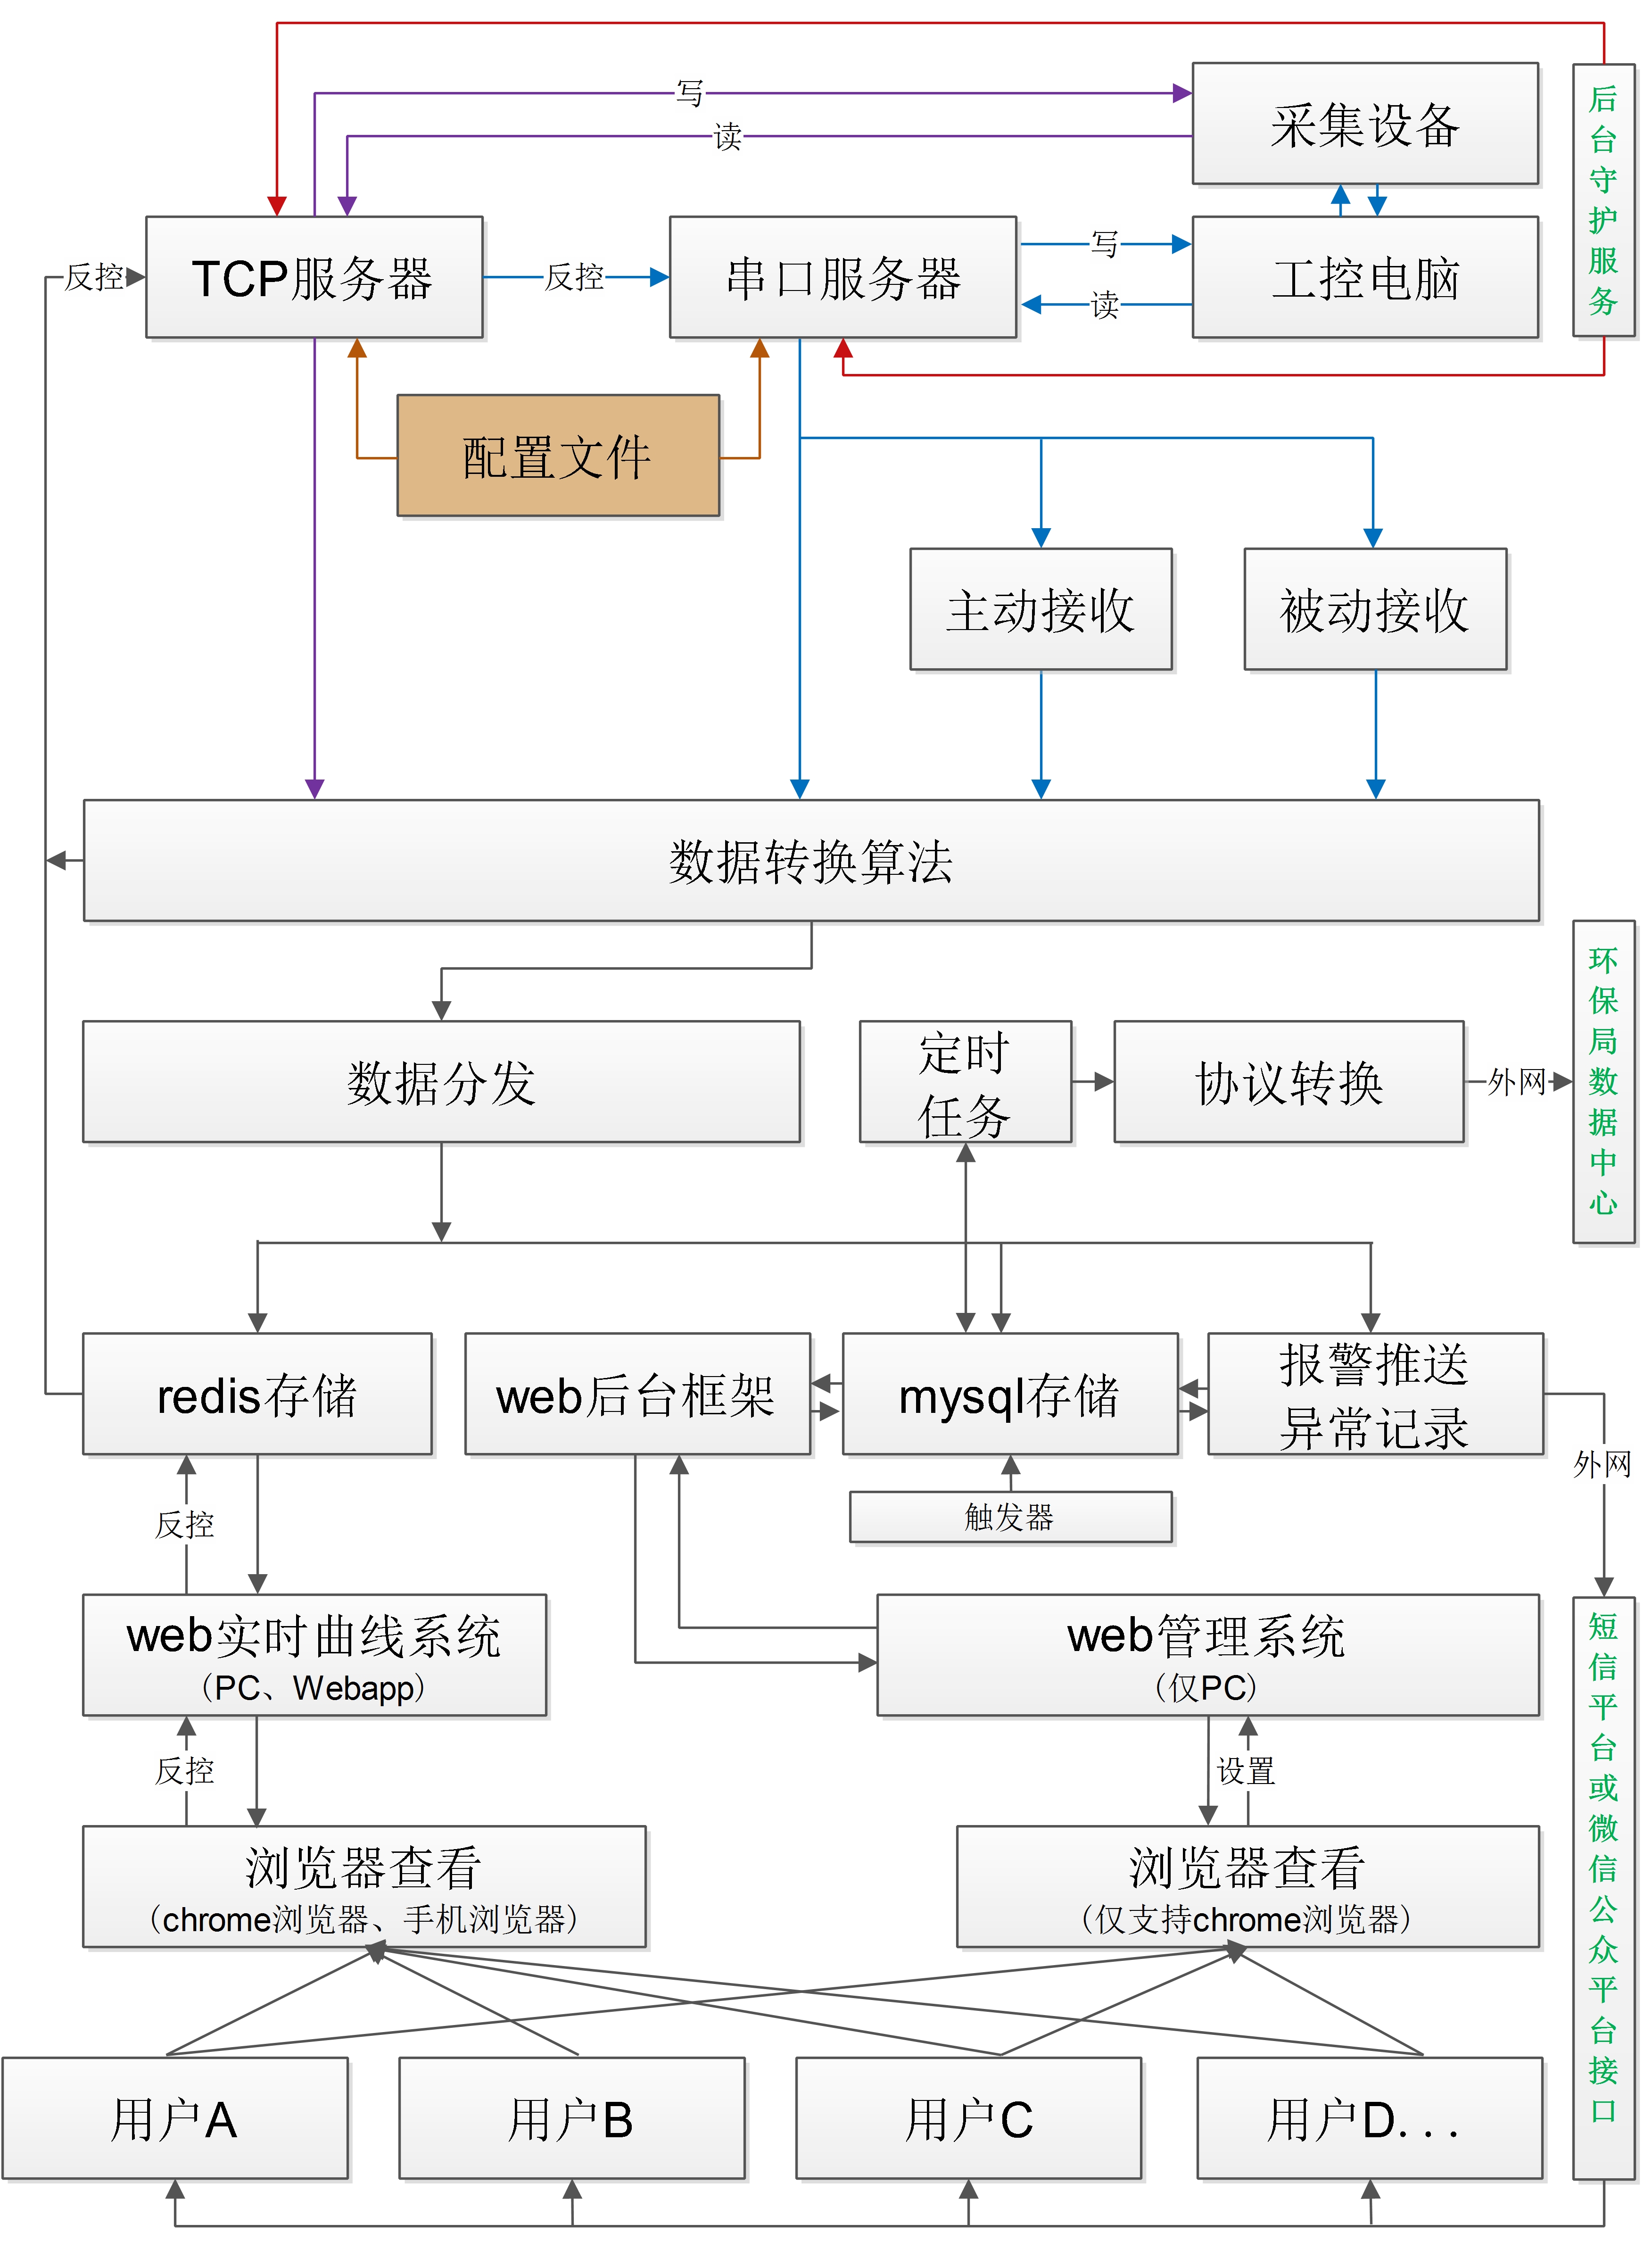 写
采集设备
读
后台守护服务
反控
TCP服务器
反控
串口服务器
写
读
工控电脑
配置文件
主动接收
被动接收
数据转换算法
环保局数据中心
数据分发
定时
任务
协议转换
外网
redis存储
web后台框架
mysql存储
报警推送
异常记录
外网
反控
触发器
web实时曲线系统
（PC、Webapp）
web管理系统
（仅PC）
短信平台或微信公众平台接口
反控
设置
浏览器查看
（chrome浏览器、手机浏览器）
浏览器查看
（仅支持chrome浏览器）
用户A
用户B
用户C
用户D...